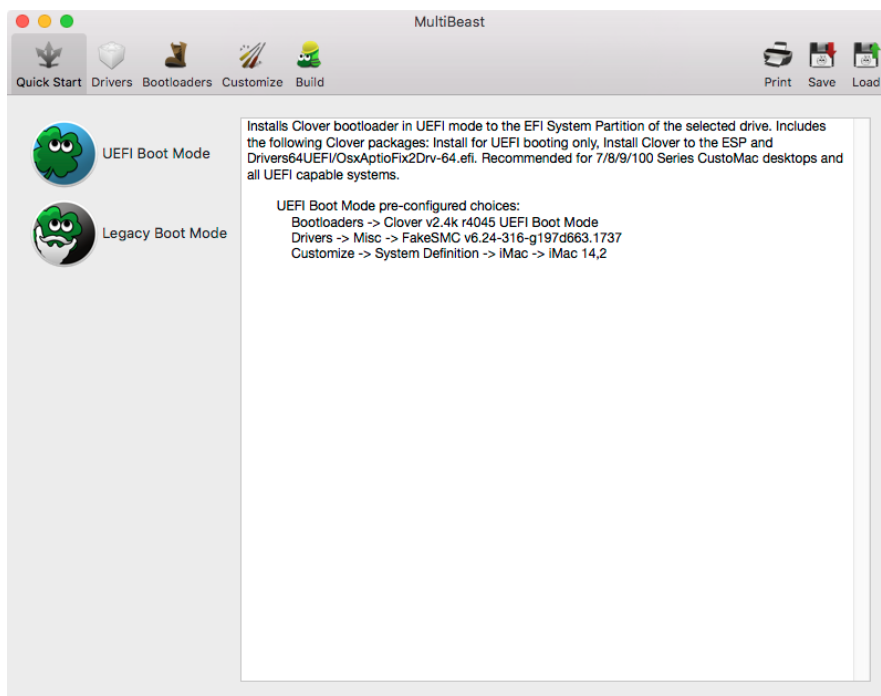 MultiBeast
Quick Start Drivers Bootloaders Customize Build Print Save Load
UEFI Boot Mode
Legacy Boot Mode
Installs Clover bootloader in UEFI mode to the EFI System Partition of the selected drive. Includes
the following Clover packages: Install for UEFI booting only, Install Clover to the ESP and
Drivers64UEFI/OsxAptioFix2Drv-64.efi. Recommended for 7/8/9/100 Series CustoMac desktops and
all UEFI capable systems.
UEFI Boot Mode pre-configured choices:
Bootloaders -> Clover v2.4k r4045 UEFI Boot Mode
Drivers -> Misc -> FakeSMC v6.24-316-g197d663.1737
Customize -> System Definition -> iMac -> iMac 14,2